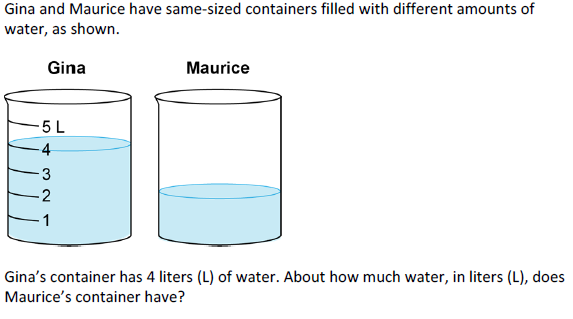 Gina and Maurice have same-sized containers filled with different amounts of
water, as shown.
Gina Maurice
5 L
4
3
2
1
Gina's container has 4 liters (L) of water. About how much water, in liters (L), does
Maurice's container have?